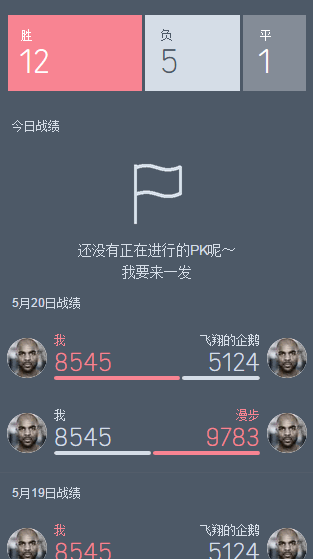 胜 负 平
12 5 1
今日战绩
还没有正在进行的PK呢～
我要来一发
5月20日战绩
我 飞翔的企鹅
8545 5124
我 漫步
8545 9783
5月19日战绩
我 飞翔的企鹅
8545 5124